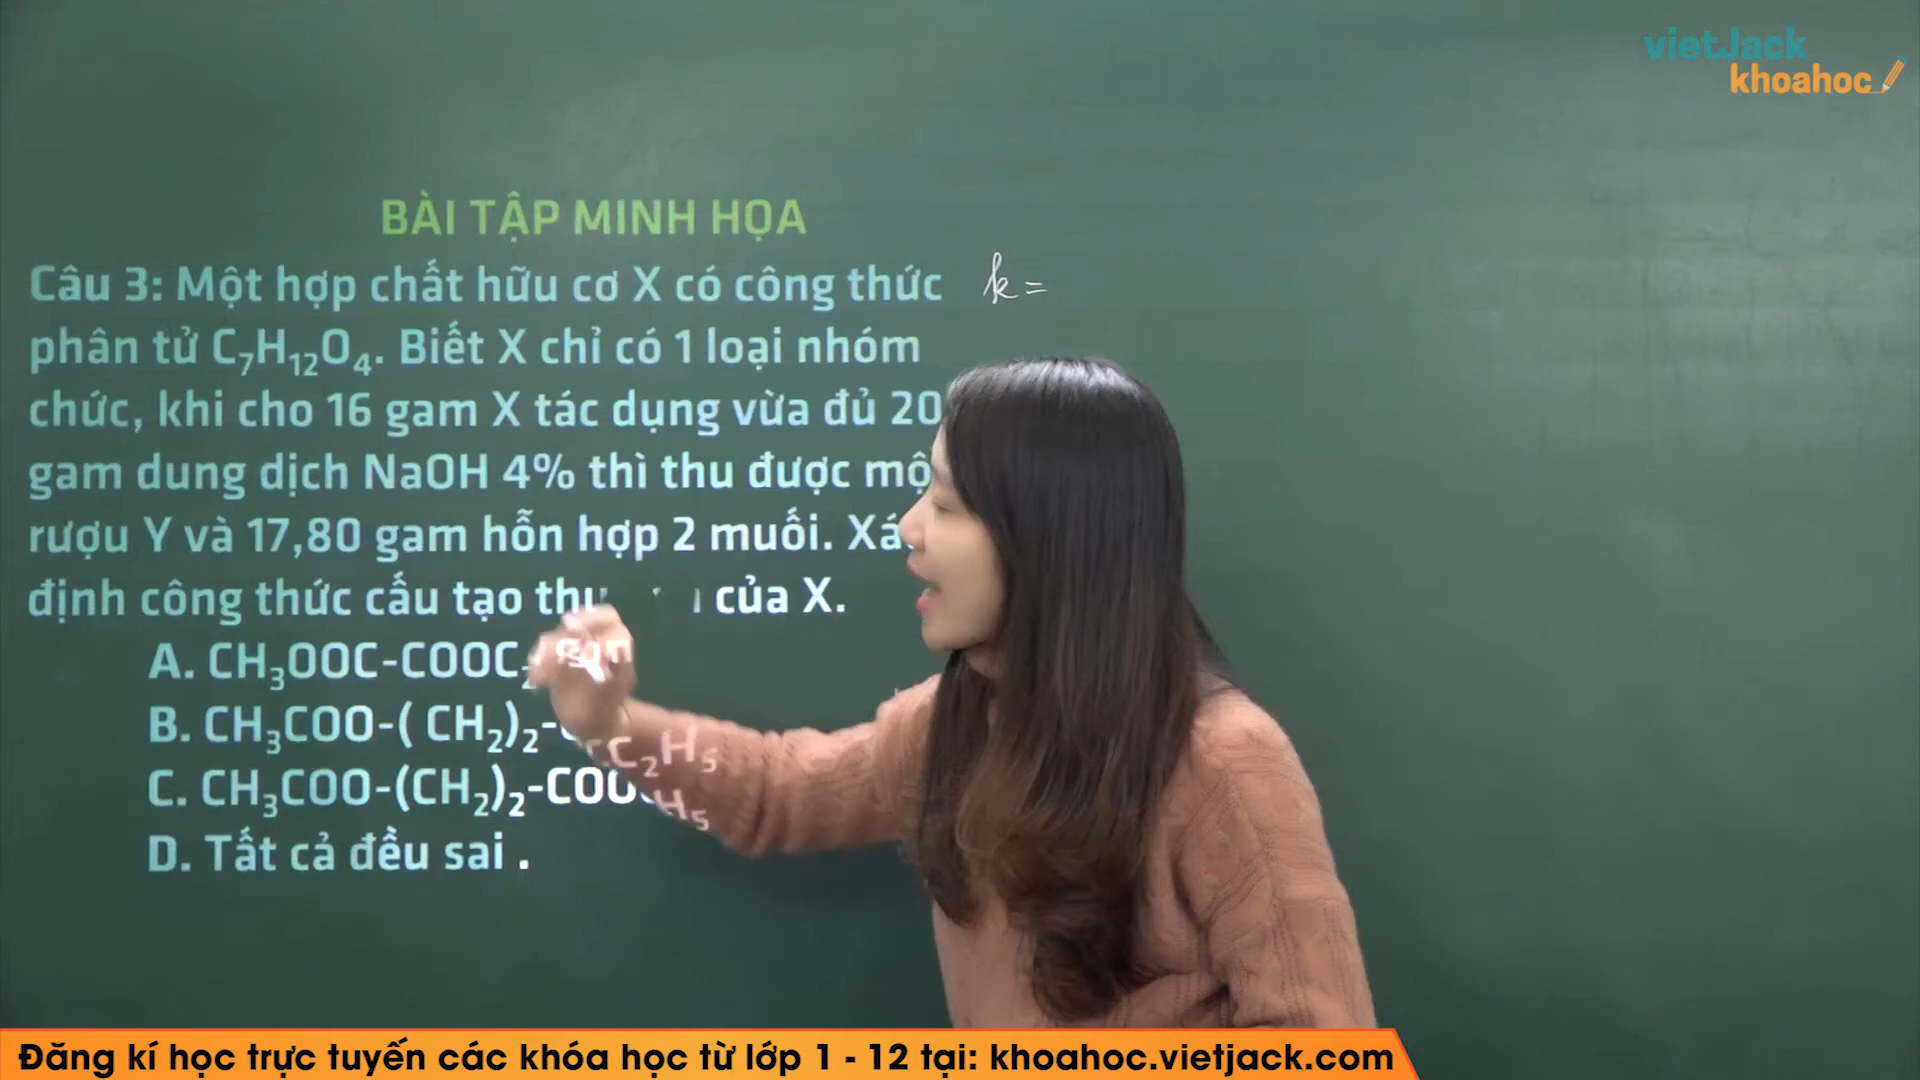 vietJack
khoahoc
BÀI TẬP MINH HỌA
Câu 3: Một hợp chất hữu cơ X có công thức
k =
phân tử C₇H₁₂O₄. Biết X chỉ có 1 loại nhóm
chức, khi cho 16 gam X tác dụng vừa đủ 20
gam dung dịch NaOH 4% thì thu được
rượu Y và 17,80 gam hỗn hợp 2 muối.
định công thức cấu tạo của X.
A. CH₃OOC-COOC₂
B. CH₃COO-( CH₂)₂- C₂H₅
C. CH₃COO-(CH₂)₂-COO H₅
D. Tất cả đều sai .
Đăng kí học trực tuyến các khóa học từ lớp 1 - 12 tại: khoahoc.vietjack.com